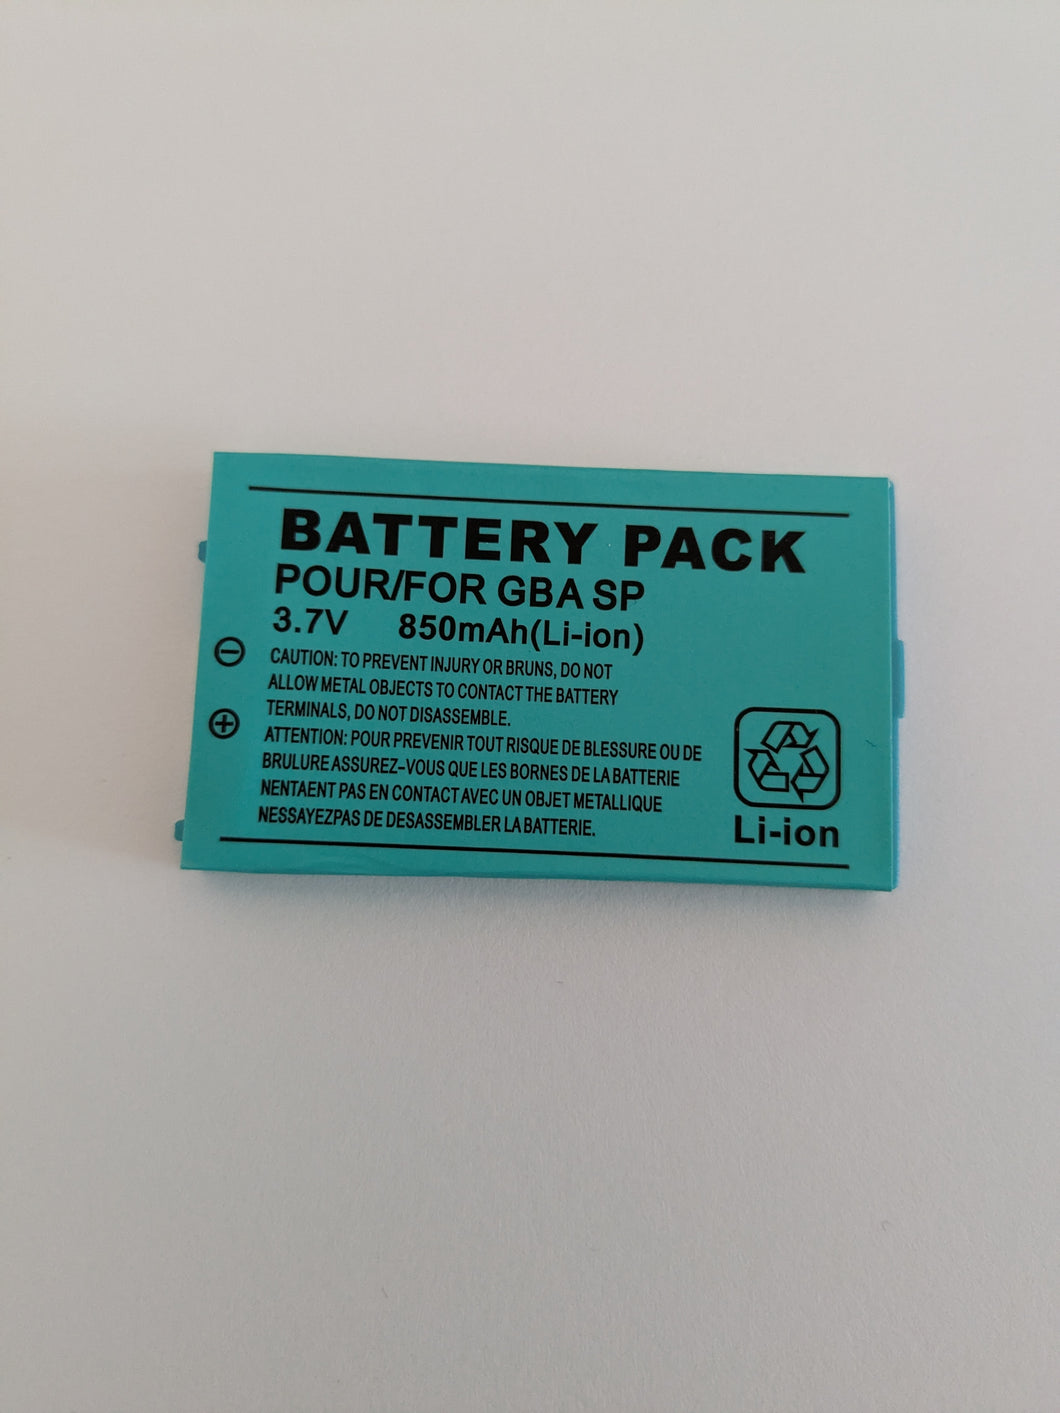 BATTERY PACK
POUR/FOR GBA SP
3.7V 850mAh(Li-ion)
CAUTION: TO PREVENT INJURY OR BRUNS, DO NOT
ALLOW METAL OBJECTS TO CONTACT THE BATTERY
TERMINALS, DO NOT DISASSEMBLE.
ATTENTION: POUR PREVENIR TOUT RISQUE DE BLESSURE OU DE
BRULURE ASSUREZ-VOUS QUE LES BORNES DE LA BATTERIE
NENTAENT PAS EN CONTACT AVEC UN OBJET METALLIQUE
NESSAYEZPAS DE DESASSEMBLER LA BATTERIE.
Li-ion